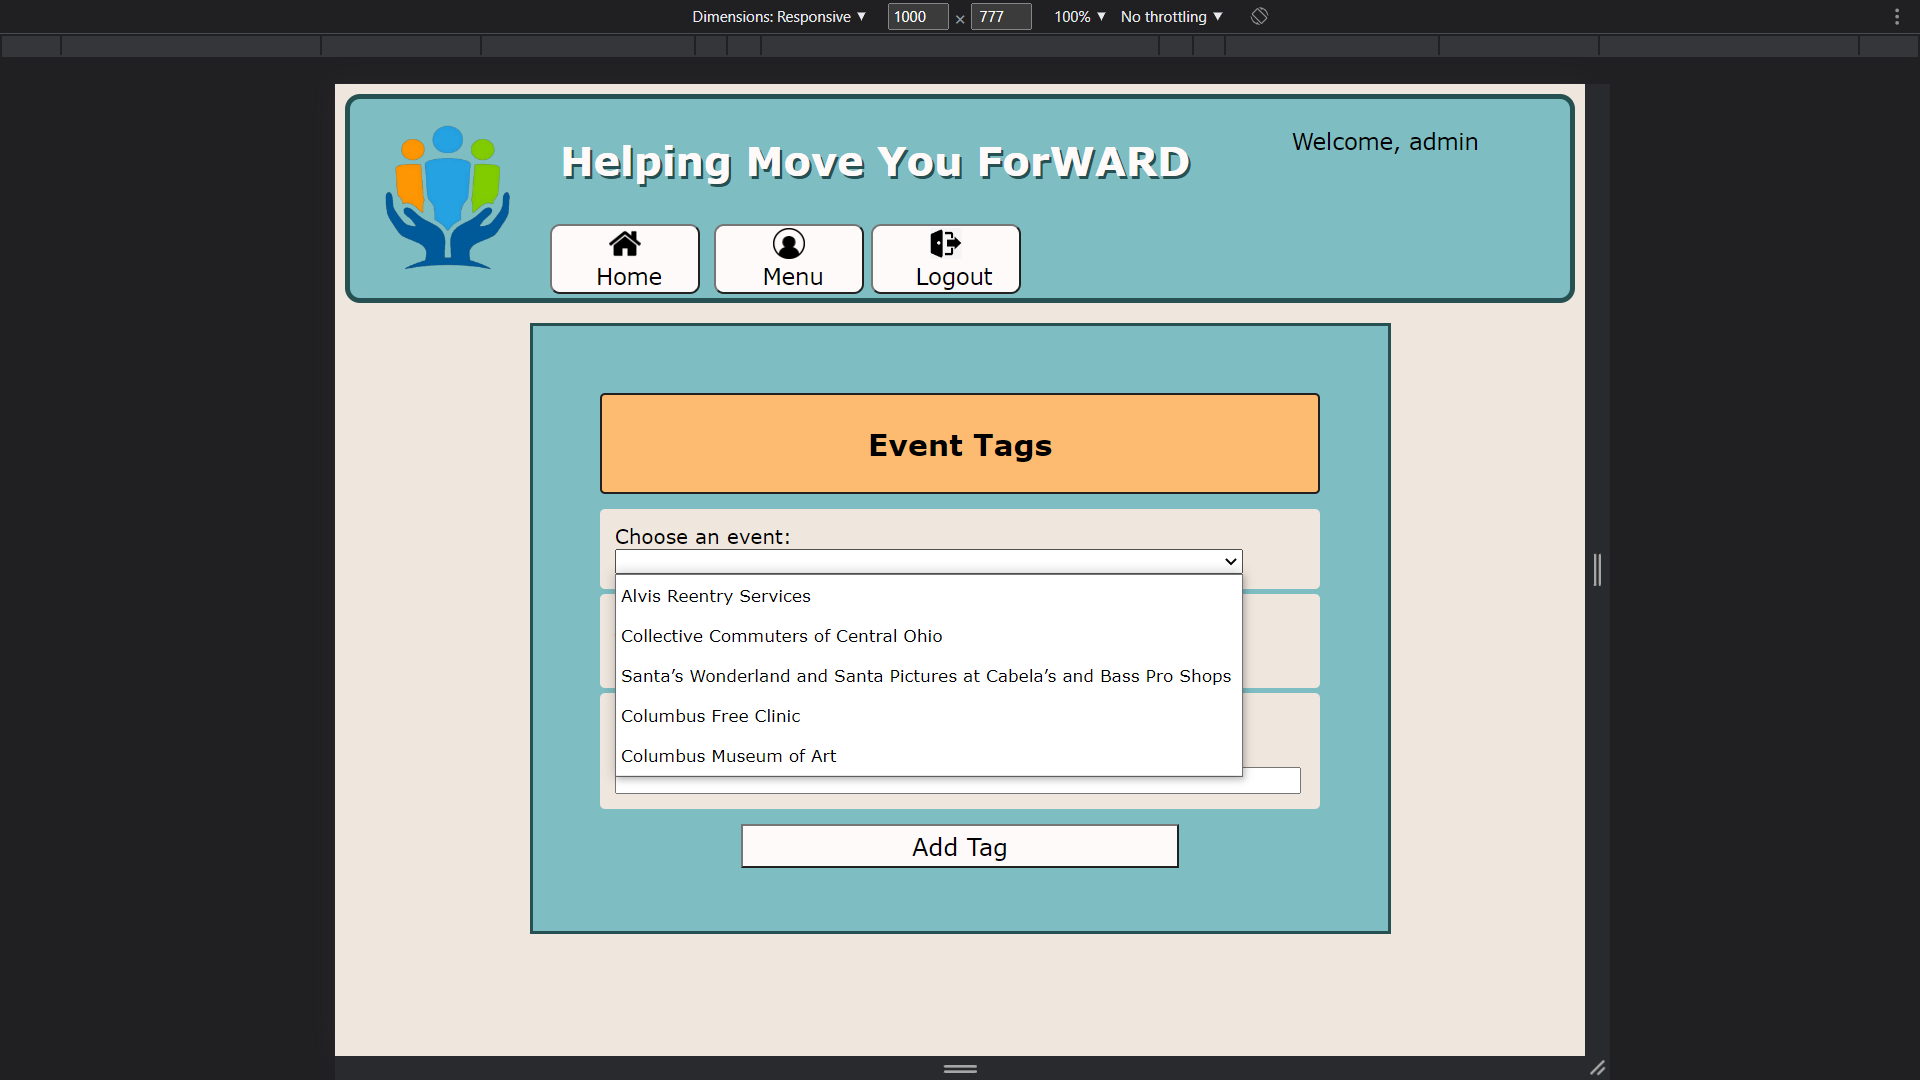 Dimensions: Responsive ▼ 1000 × 777 100% ▼ No throttling ▼
Helping Move You ForWARD
Welcome, admin
Home Menu Logout
Event Tags
Choose an event:
Alvis Reentry Services
Collective Commuters of Central Ohio
Santa’s Wonderland and Santa Pictures at Cabela’s and Bass Pro Shops
Columbus Free Clinic
Columbus Museum of Art
Add Tag